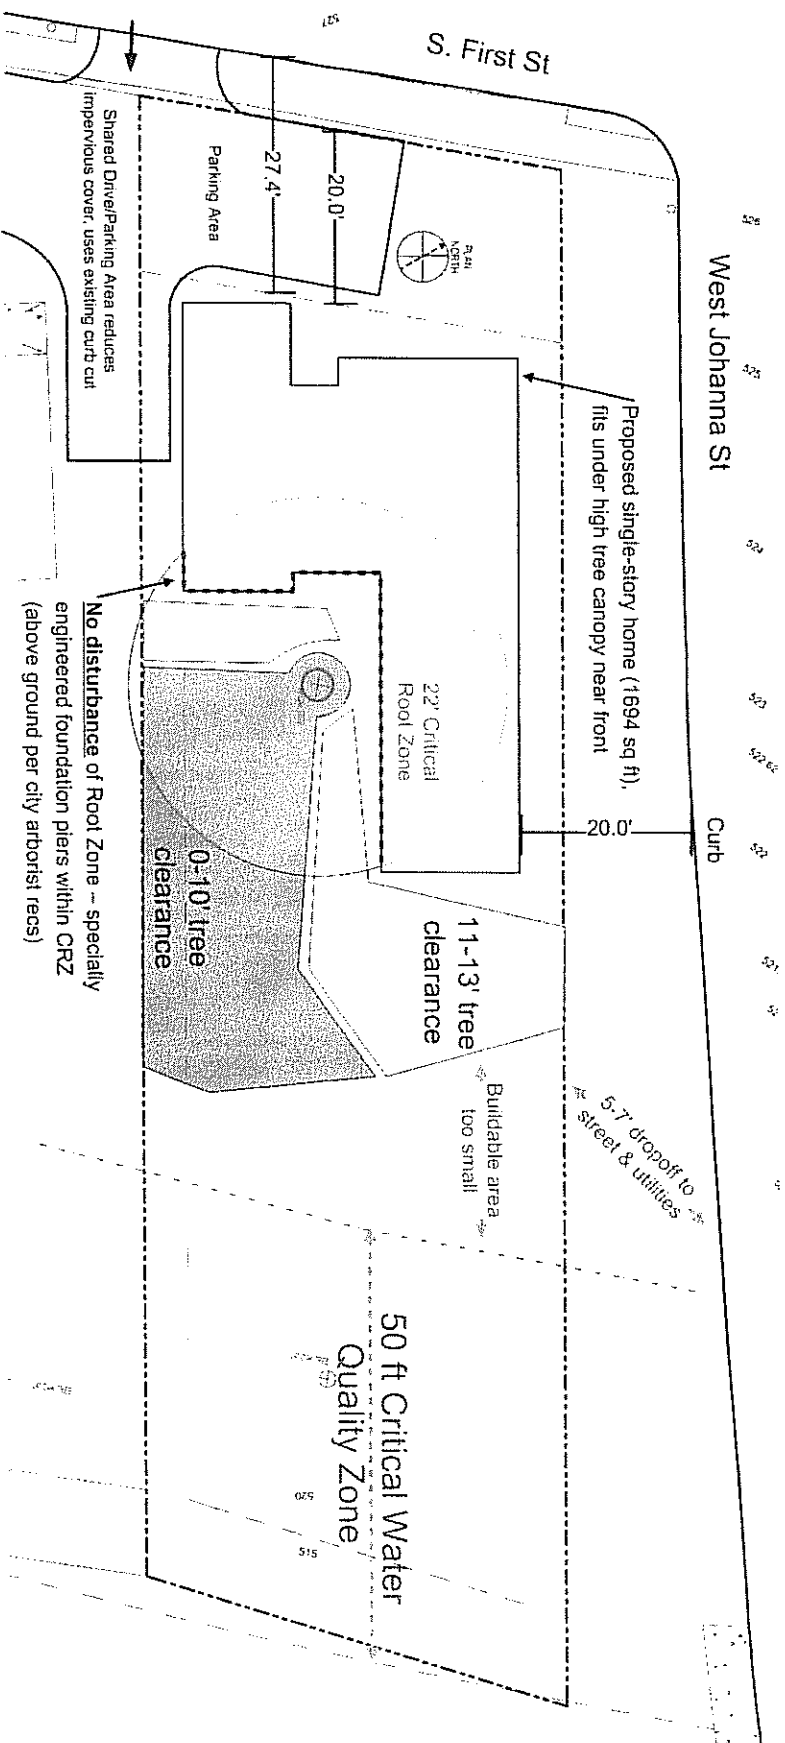 S. First St
527
West Johanna St
526
525
524
523
522.62
522
521
Shared Drive/Parking Area reduces
impervious cover, uses existing curb cut
Parking Area
27.4'
20.0'
PLAN
NORTH
Proposed single-story home (1694 sq ft),
fits under high tree canopy near front
Curb
20.0'
22' Critical
Root Zone
No disturbance of Root Zone -- specially
engineered foundation piers within CRZ
(above ground per city arborist recs)
0-10' tree
clearance
11-13' tree
clearance
Buildable area
too small
5-7' dropoff to
street & utilities
50 ft Critical Water
Quality Zone
520
515